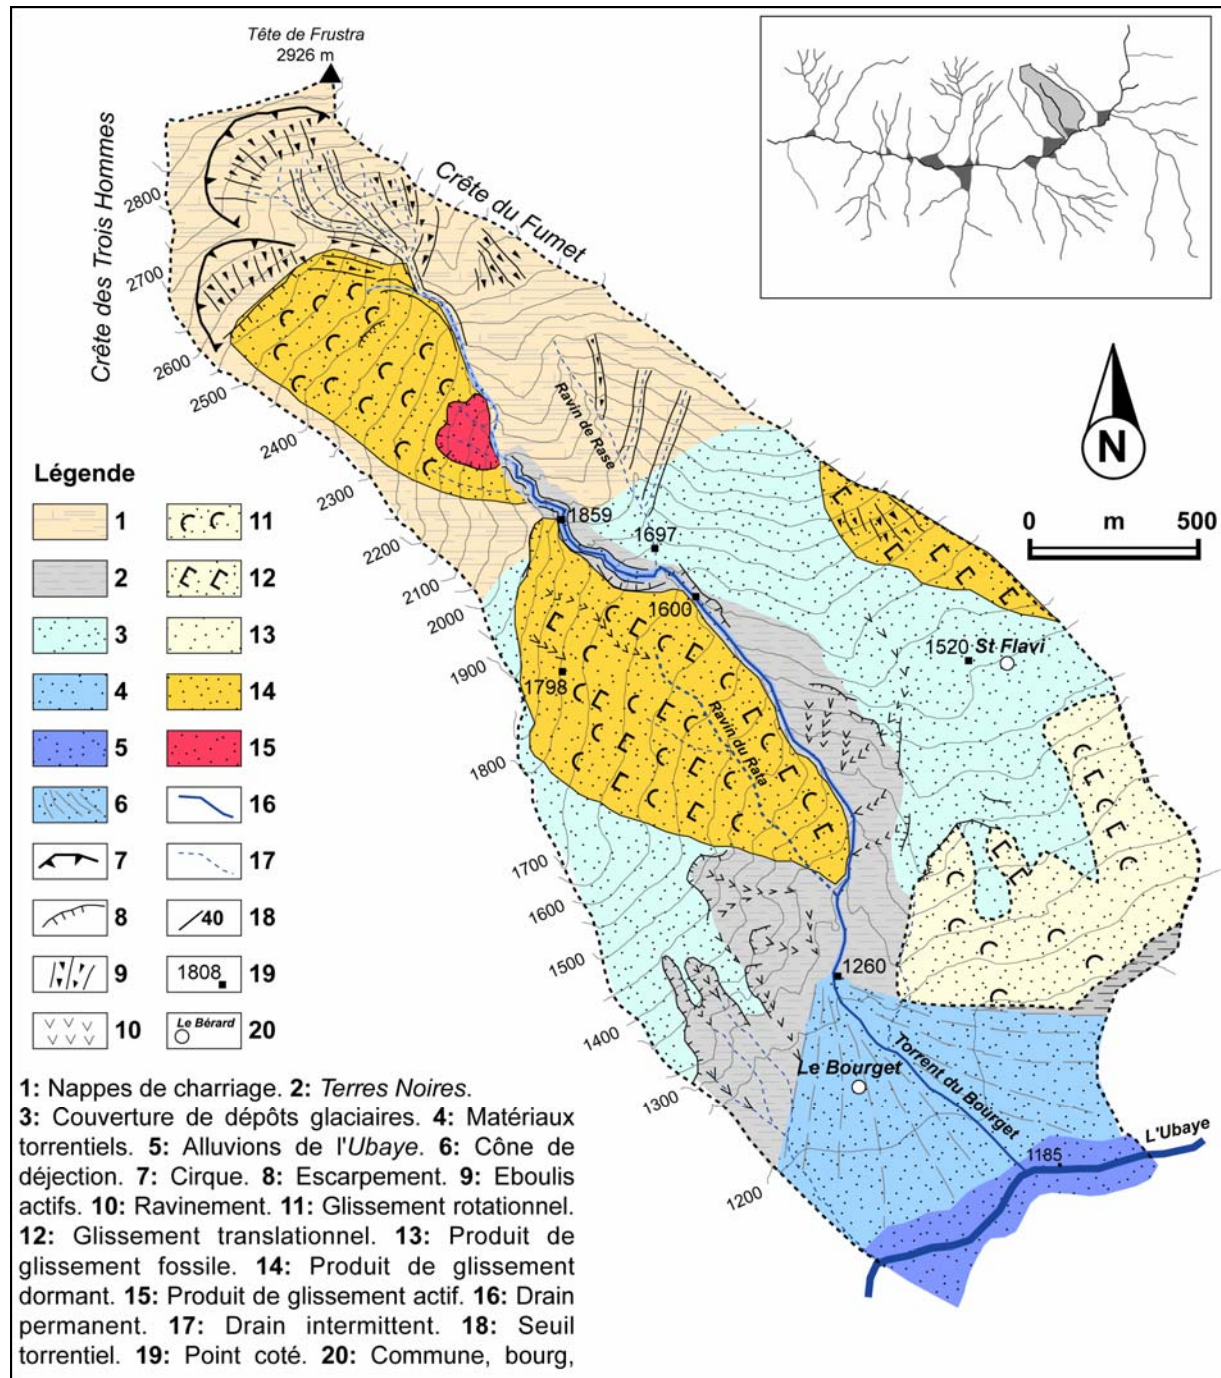 Tête de Frustra
2926 m
Crête des Trois Hommes
Crête du Fumet
2800
2700
2600
2500
2400
2300
2200
2100
2000
1900
1800
1700
1600
1500
1400
1300
1200
Ravin de Rase
1859
1697
1600
1798
Ravin du Rata
1520 St Flavi
1260
Le Bourget
Torrent du Bourget
1185
L'Ubaye
N
0 m 500
Légende
1
2
3
4
5
6
7
8
9
10
11
12
13
14
15
16
17
40 18
1808 19
Le Bérard 20
1: Nappes de charriage. 2: Terres Noires.
3: Couverture de dépôts glaciaires. 4: Matériaux
torrentiels. 5: Alluvions de l'Ubaye. 6: Cône de
déjection. 7: Cirque. 8: Escarpement. 9: Eboulis
actifs. 10: Ravinement. 11: Glissement rotationnel.
12: Glissement translationnel. 13: Produit de
glissement fossile. 14: Produit de glissement
dormant. 15: Produit de glissement actif. 16: Drain
permanent. 17: Drain intermittent. 18: Seuil
torrentiel. 19: Point coté. 20: Commune, bourg,